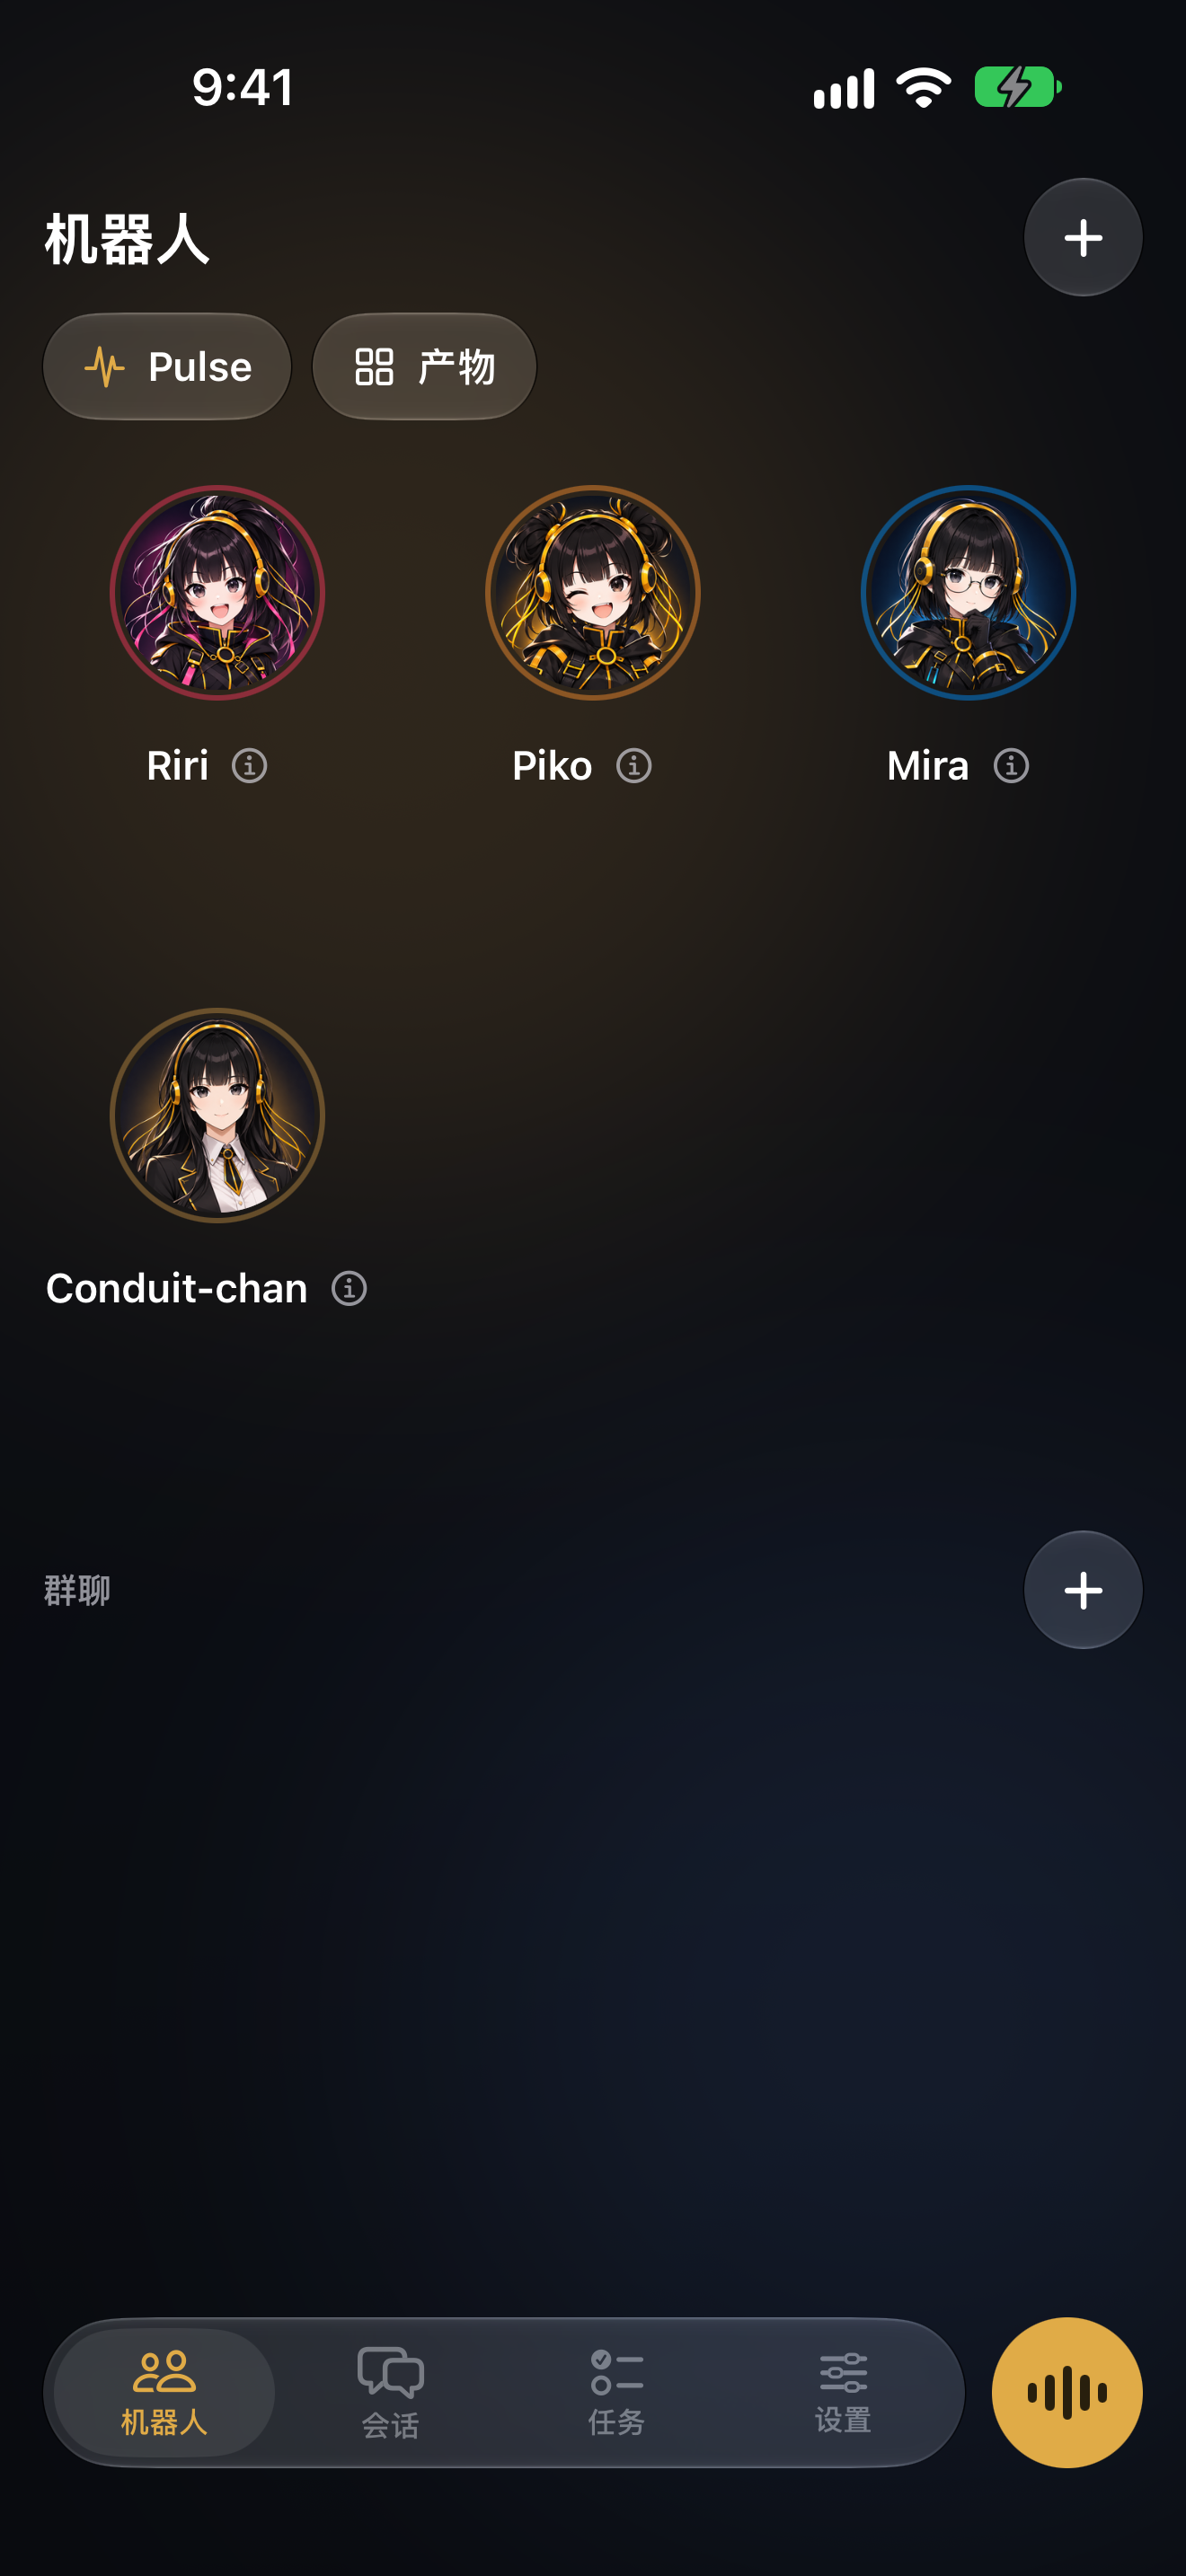 9:41
机器人
Pulse
产物
Riri
Piko
Mira
Conduit-chan
群聊
机器人
会话
任务
设置